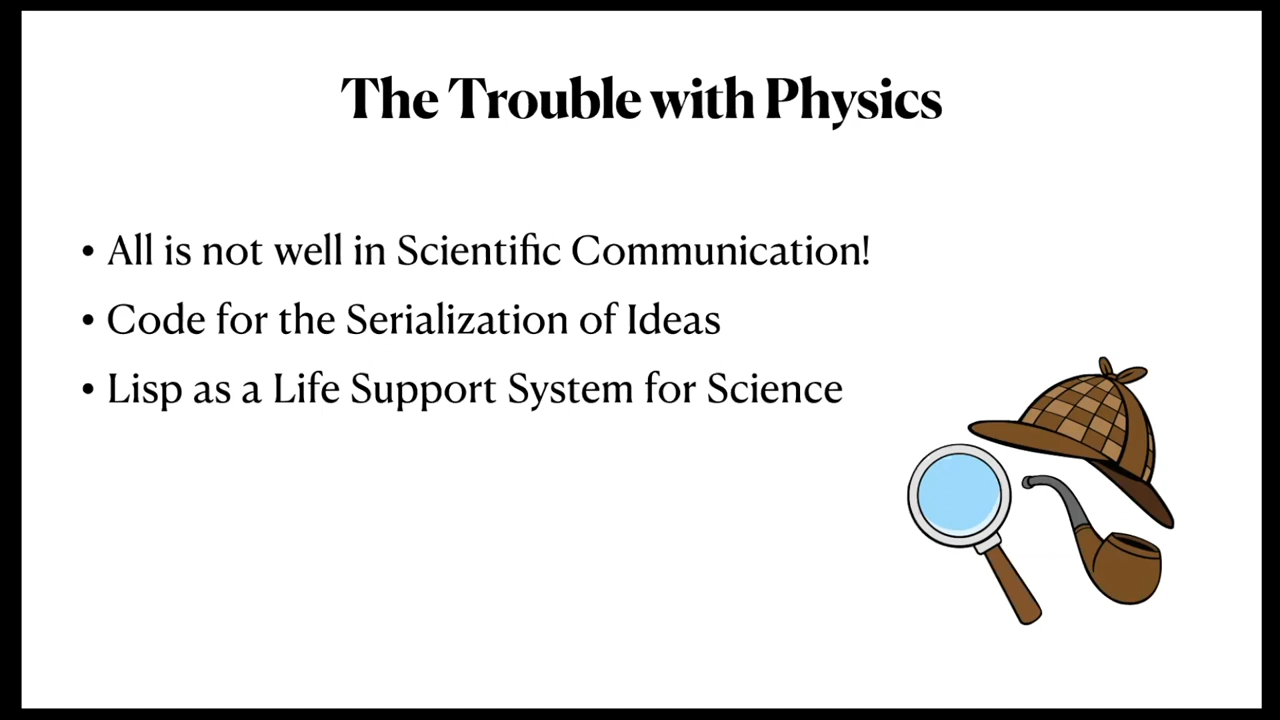 The Trouble with Physics
• All is not well in Scientific Communication!
• Code for the Serialization of Ideas
• Lisp as a Life Support System for Science